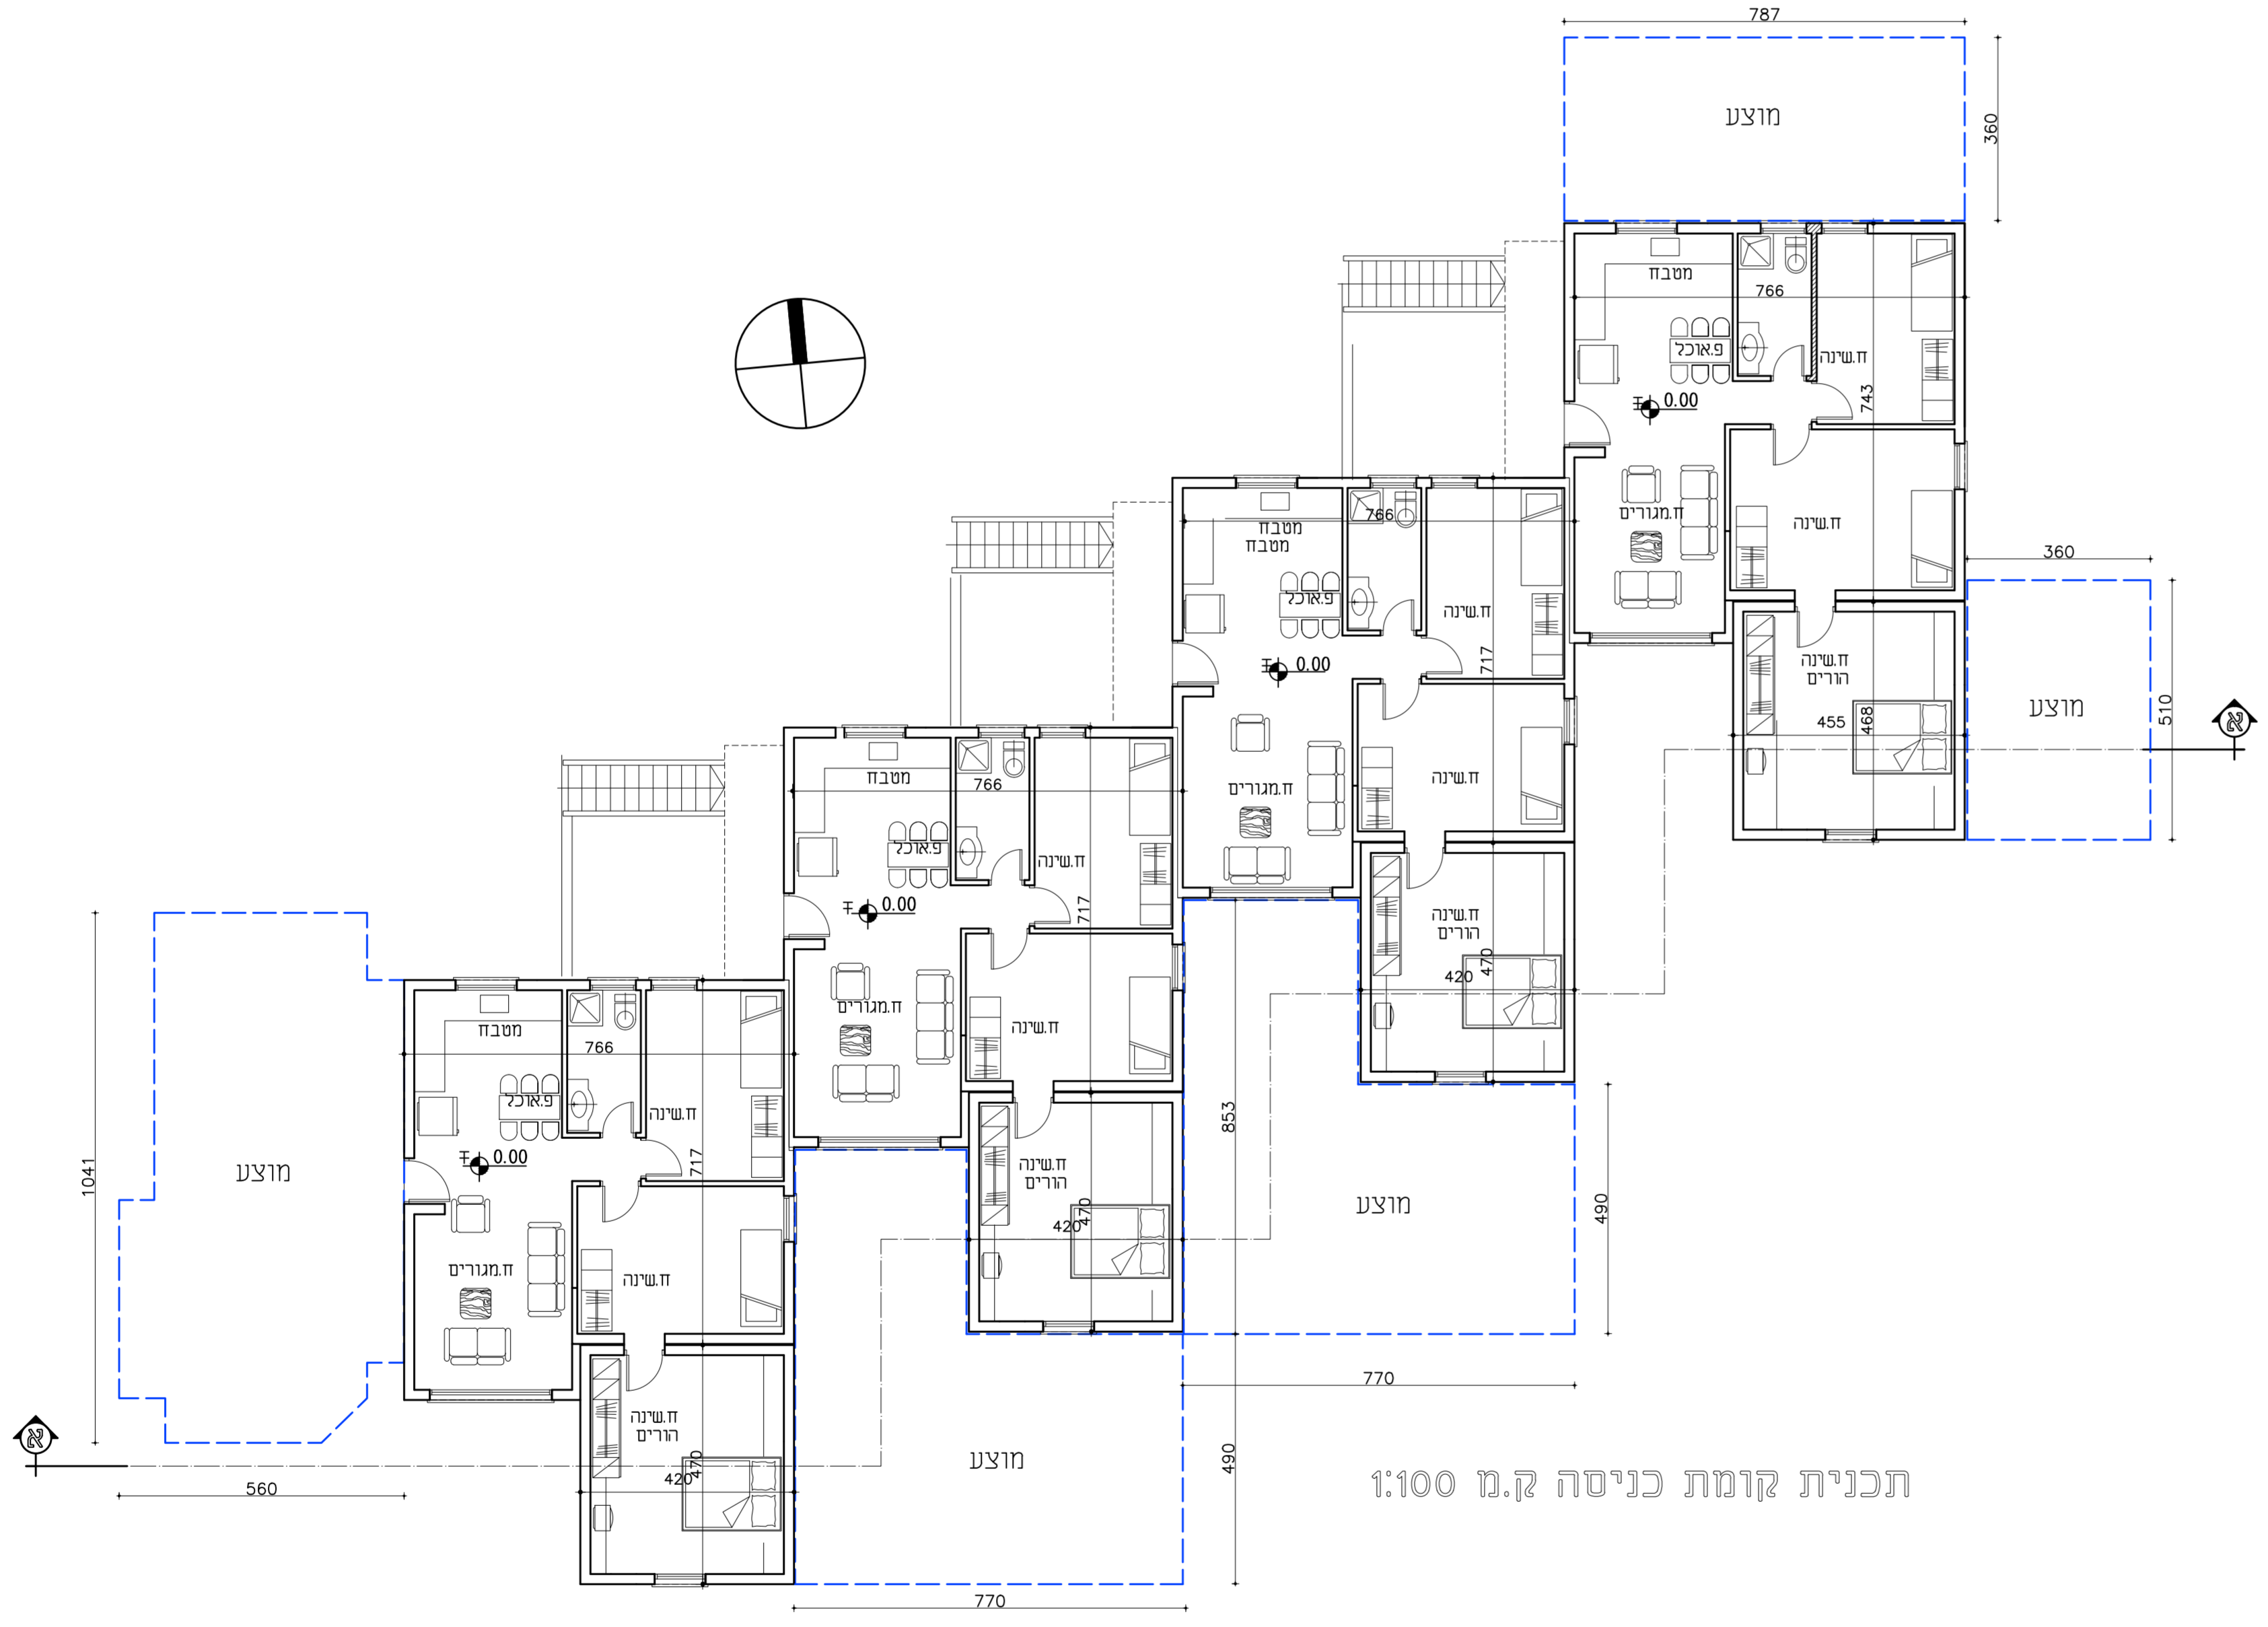 787
מוצע
360
מטבח
766
פ.אוכל
ח.שינה
743
0.00
ח.מגורים
ח.שינה
360
ח.שינה
הורים
455
468
מוצע
510
א
766
מטבח
מטבח
פ.אוכל
ח.שינה
717
0.00
ח.מגורים
ח.שינה
ח.שינה
הורים
420
470
מטבח
766
פ.אוכל
ח.שינה
717
0.00
ח.מגורים
ח.שינה
ח.שינה
הורים
420
470
853
מוצע
490
770
מטבח
766
פ.אוכל
ח.שינה
717
0.00
ח.מגורים
ח.שינה
ח.שינה
הורים
420
470
מוצע
1041
560
א
מוצע
490
770
תכנית קומת כניסה ק.מ 1:100